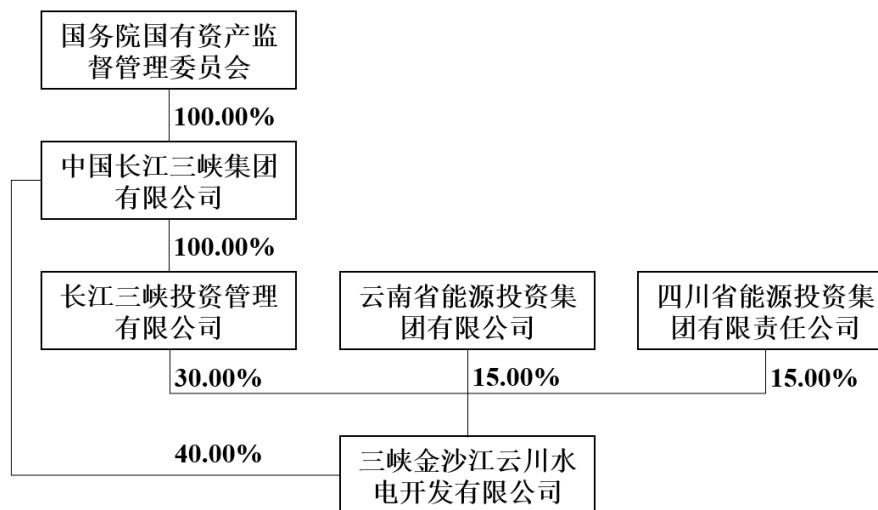 国务院国有资产监
督管理委员会
100.00%
中国长江三峡集团
有限公司
100.00%
长江三峡投资管理
有限公司
云南省能源投资集
团有限公司
四川省能源投资集
团有限责任公司
30.00%
15.00%
15.00%
40.00%
三峡金沙江云川水
电开发有限公司